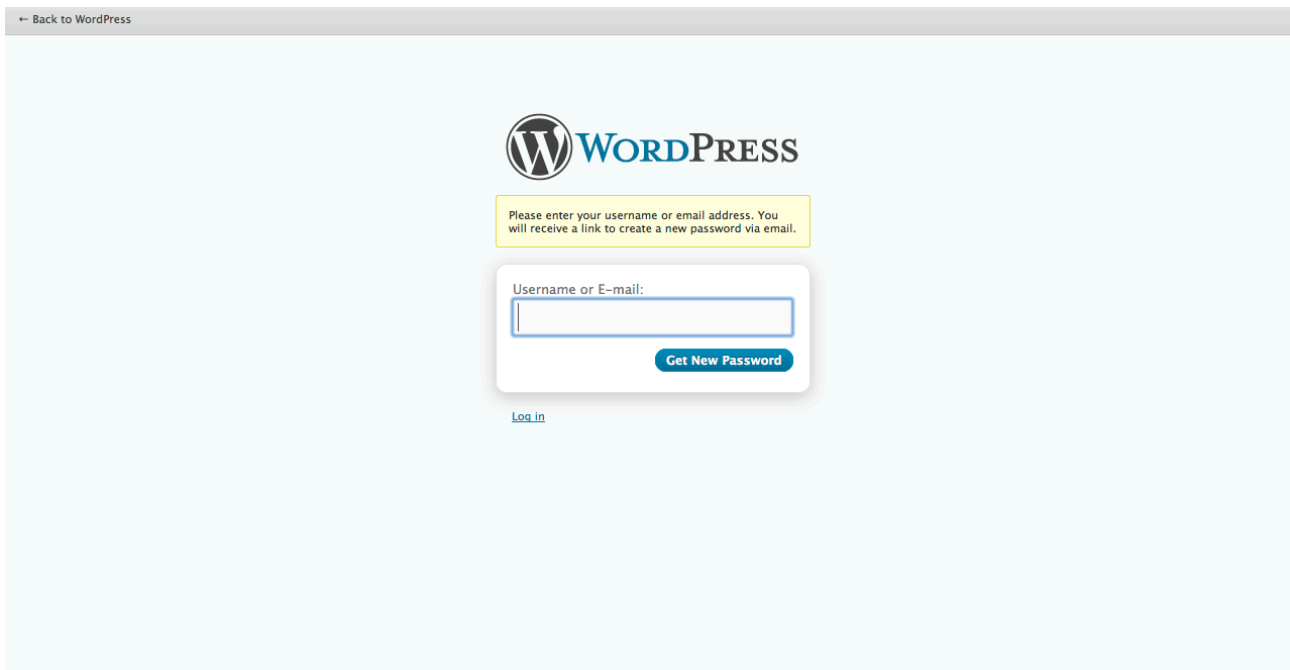 ← Back to WordPress
WORDPRESS
Please enter your username or email address. You
will receive a link to create a new password via email.
Username or E-mail:
Get New Password
Log in